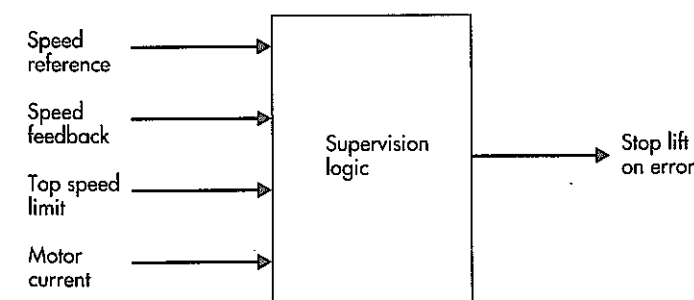 Speed
reference
Speed
feedback
Supervision
logic
Stop lift
on error
Top speed
limit
Motor
current